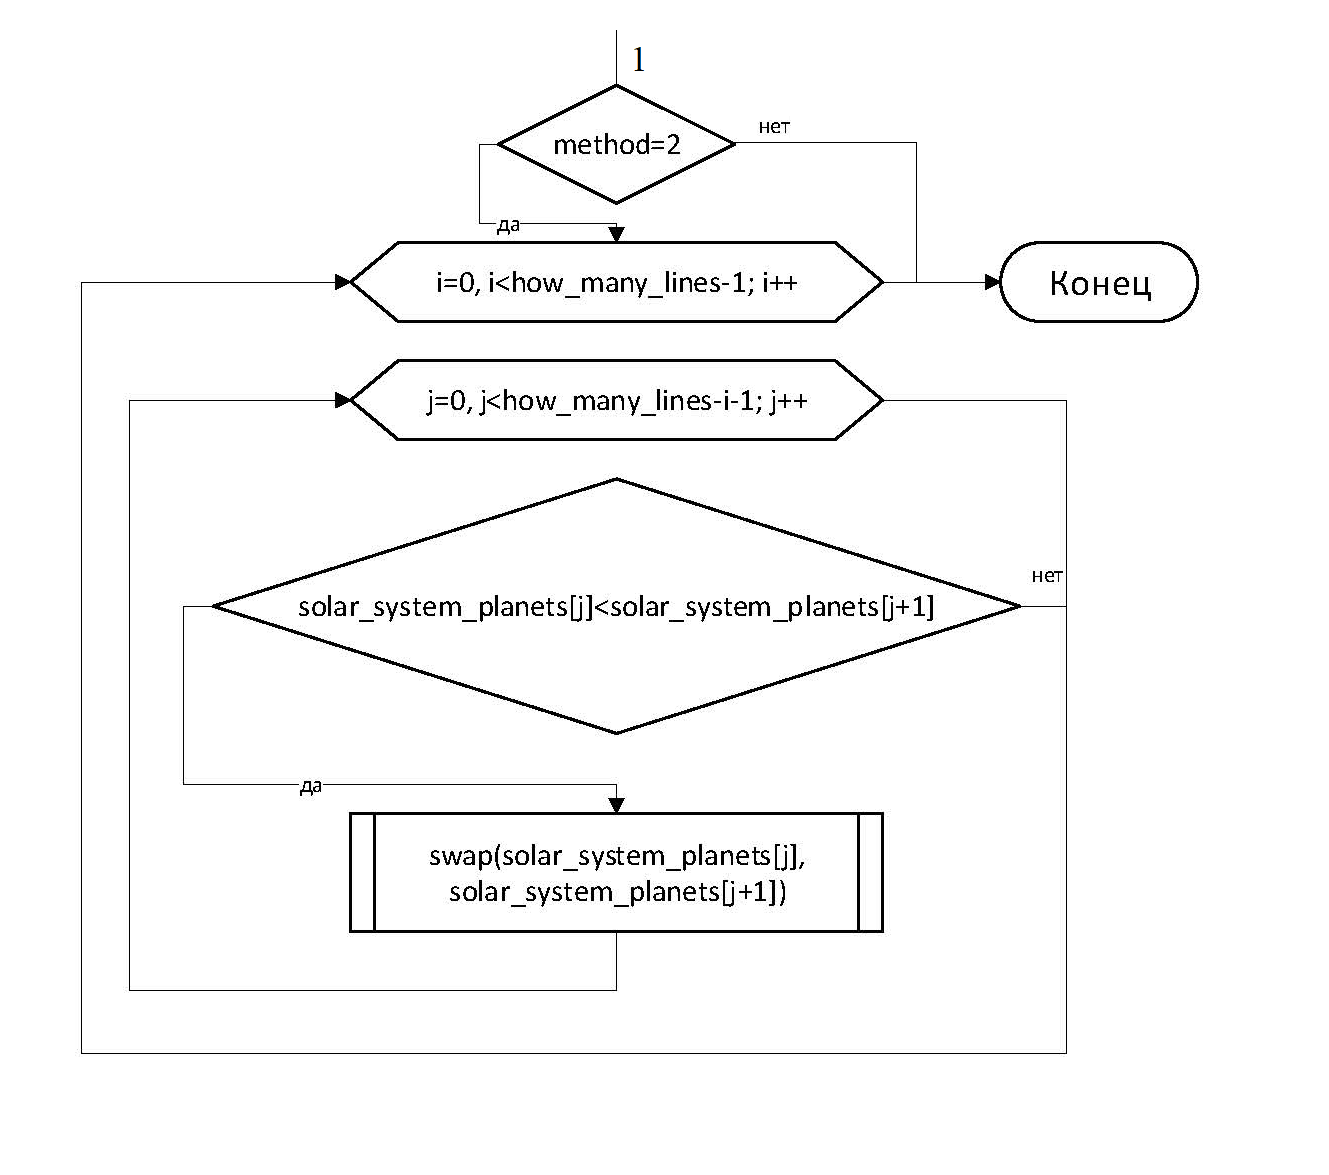 1
method=2
нет
да
i=0, i<how_many_lines-1; i++
Конец
j=0, j<how_many_lines-i-1; j++
нет
solar_system_planets[j]<solar_system_planets[j+1]
да
swap(solar_system_planets[j],
solar_system_planets[j+1])